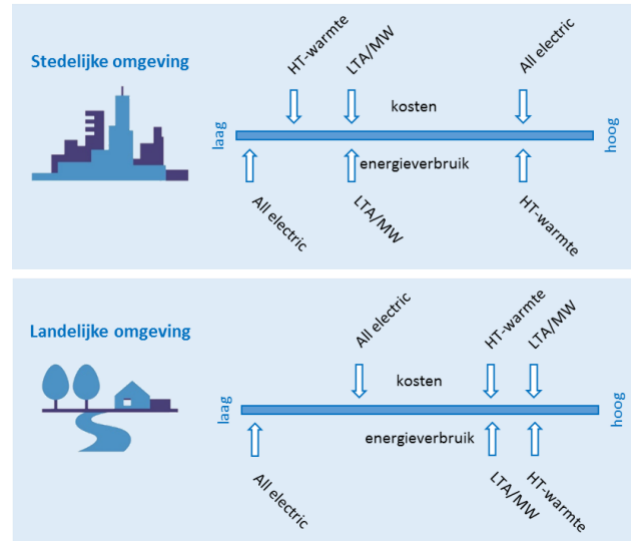 Stedelijke omgeving
HT-warmte
LTA/MW
All electric
kosten
laag
hoog
energieverbruik
All electric
LTA/MW
HT-warmte
Landelijke omgeving
All electric
HT-warmte
LTA/MW
kosten
laag
hoog
energieverbruik
All electric
LTA/MW
HT-warmte